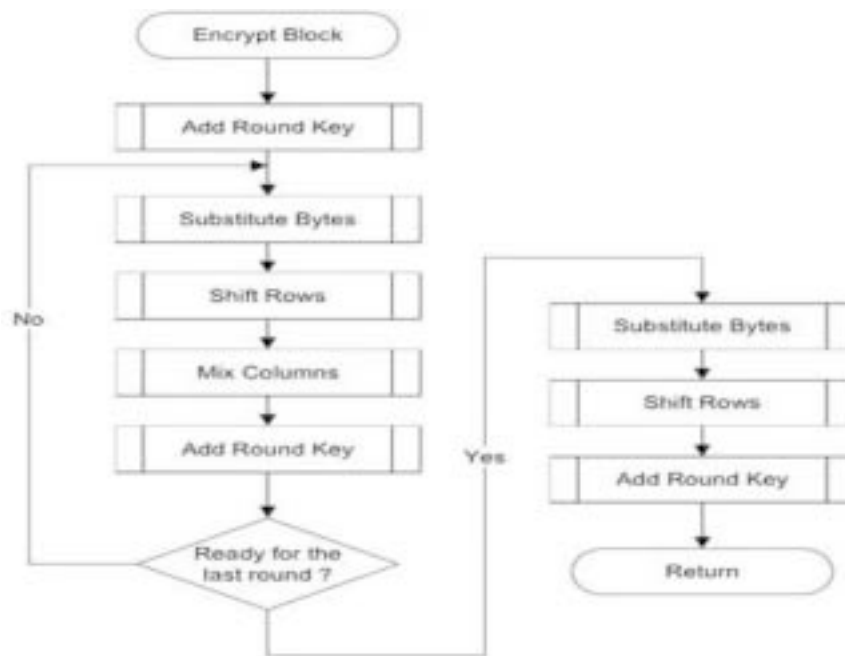 Encrypt Block
Add Round Key
Substitute Bytes
Shift Rows
No
Mix Columns
Add Round Key
Ready for the
last round ?
Yes
Substitute Bytes
Shift Rows
Add Round Key
Return